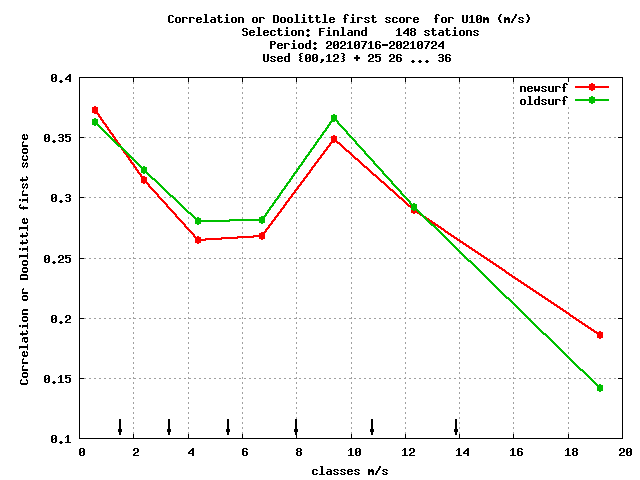 Correlation or Doolittle first score  for U10m (m/s)
Selection: Finland    148 stations
Period: 20210716-20210724
Used {00,12} + 25 26 ... 36
newsurf
oldsurf
Correlation or Doolittle first score
0.4
0.35
0.3
0.25
0.2
0.15
0.1
0 2 4 6 8 10 12 14 16 18 20
classes m/s